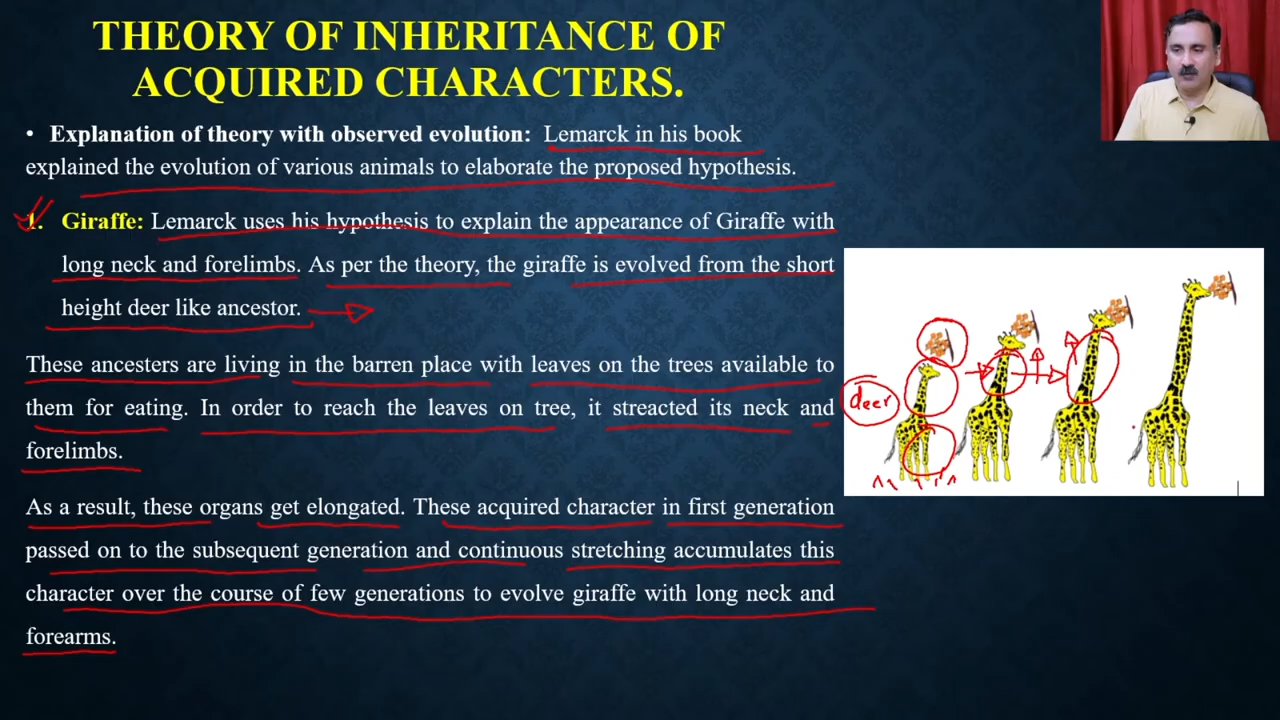 THEORY OF INHERITANCE OF
ACQUIRED CHARACTERS.
• Explanation of theory with observed evolution: Lemarck in his book
explained the evolution of various animals to elaborate the proposed hypothesis.
1. Giraffe: Lemarck uses his hypothesis to explain the appearance of Giraffe with
long neck and forelimbs. As per the theory, the giraffe is evolved from the short
height deer like ancestor.
These ancesters are living in the barren place with leaves on the trees available to
them for eating. In order to reach the leaves on tree, it streacted its neck and
forelimbs.
As a result, these organs get elongated. These acquired character in first generation
passed on to the subsequent generation and continuous stretching accumulates this
character over the course of few generations to evolve giraffe with long neck and
forearms.
deer